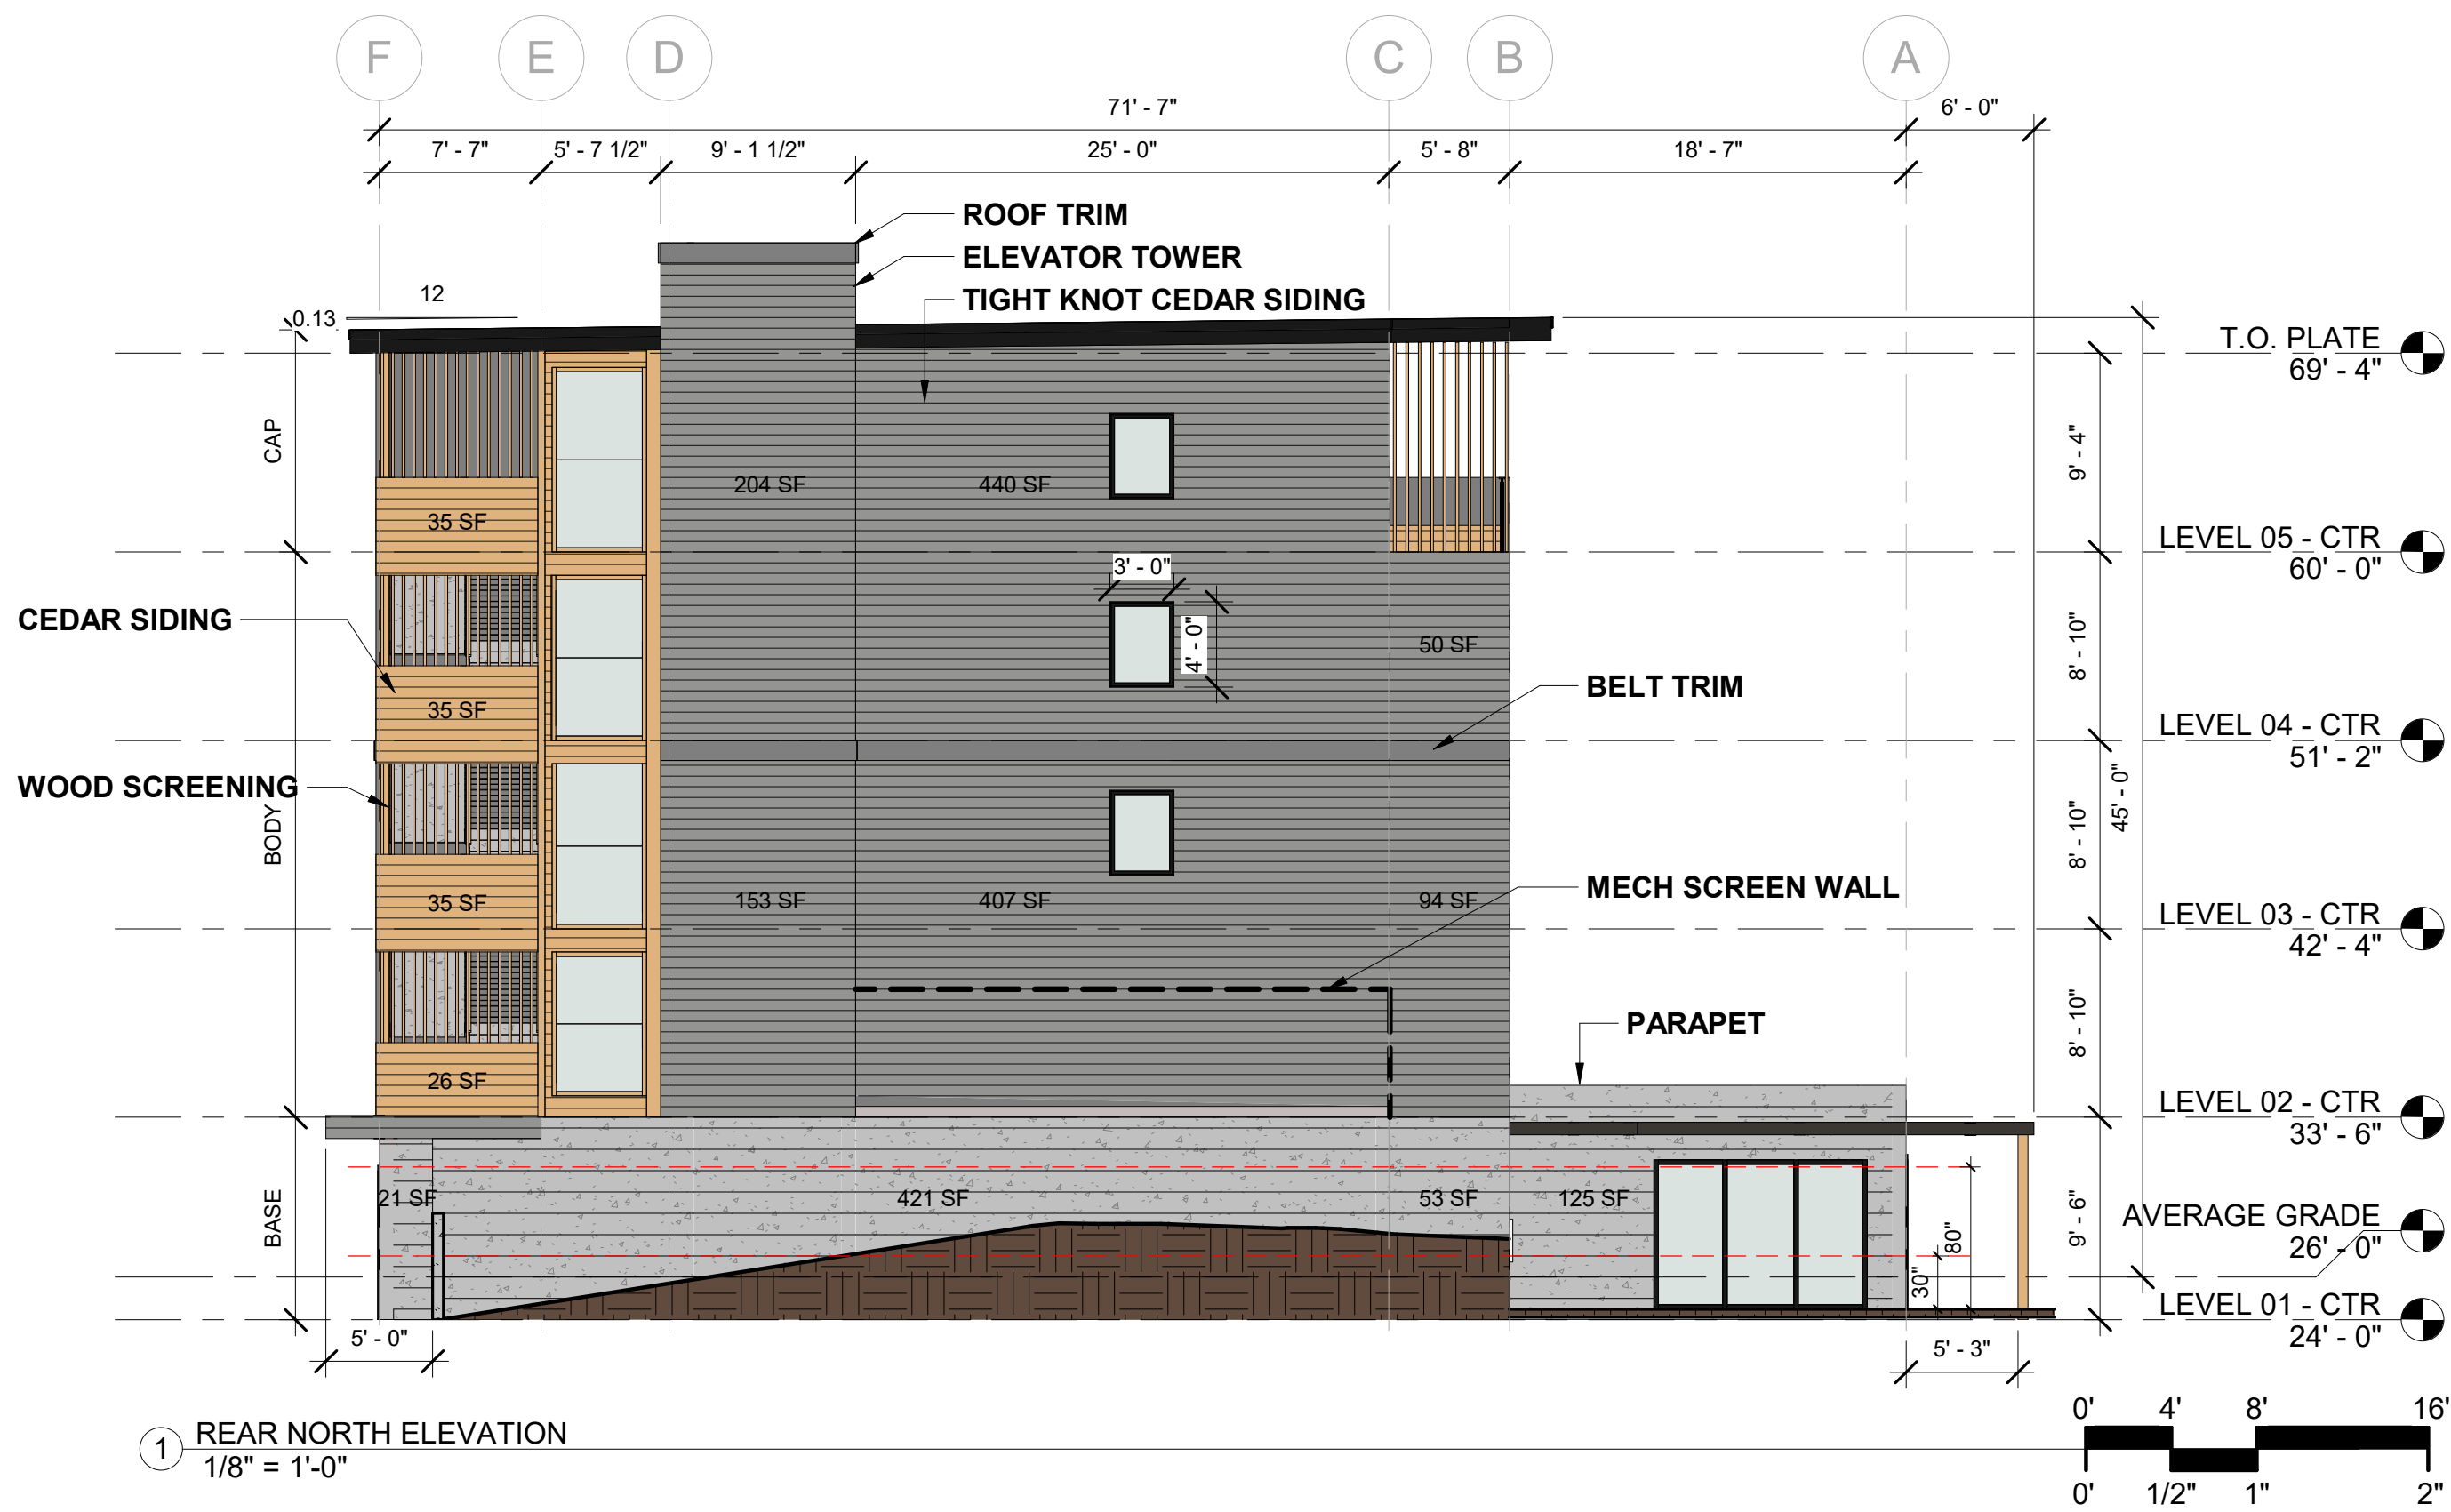 F E D C B A
71' - 7" 6' - 0"
7' - 7" 5' - 7 1/2" 9' - 1 1/2" 25' - 0" 5' - 8" 18' - 7"
ROOF TRIM
ELEVATOR TOWER
TIGHT KNOT CEDAR SIDING
12
0.13
T.O. PLATE
69' - 4"
CAP
9' - 4"
204 SF 440 SF
35 SF
LEVEL 05 - CTR
60' - 0"
3' - 0"
CEDAR SIDING
4' - 0"
50 SF
8' - 10"
BELT TRIM
35 SF
LEVEL 04 - CTR
51' - 2"
WOOD SCREENING
45' - 0"
BODY
8' - 10"
MECH SCREEN WALL
35 SF 153 SF 407 SF 94 SF
LEVEL 03 - CTR
42' - 4"
PARAPET
8' - 10"
26 SF
LEVEL 02 - CTR
33' - 6"
BASE
21 SF 421 SF 53 SF 125 SF
9' - 6"
AVERAGE GRADE
26' - 0"
80"
30"
LEVEL 01 - CTR
24' - 0"
5' - 0" 5' - 3"
1 REAR NORTH ELEVATION
1/8" = 1'-0"
0' 4' 8' 16'
0' 1/2" 1" 2"